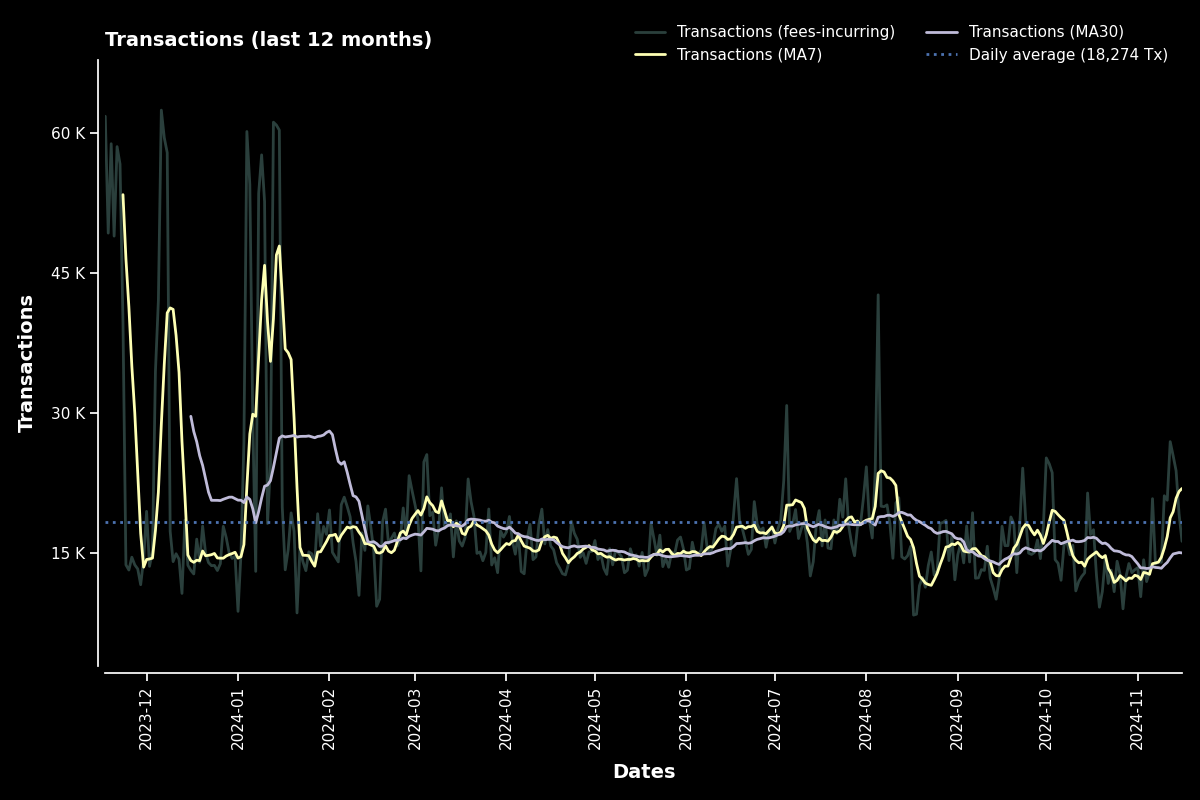 Transactions (last 12 months)
Transactions (fees-incurring)
Transactions (MA7)
Transactions (MA30)
Daily average (18,274 Tx)
Transactions
60 K
45 K
30 K
15 K
2023-12
2024-01
2024-02
2024-03
2024-04
2024-05
2024-06
2024-07
2024-08
2024-09
2024-10
2024-11
Dates